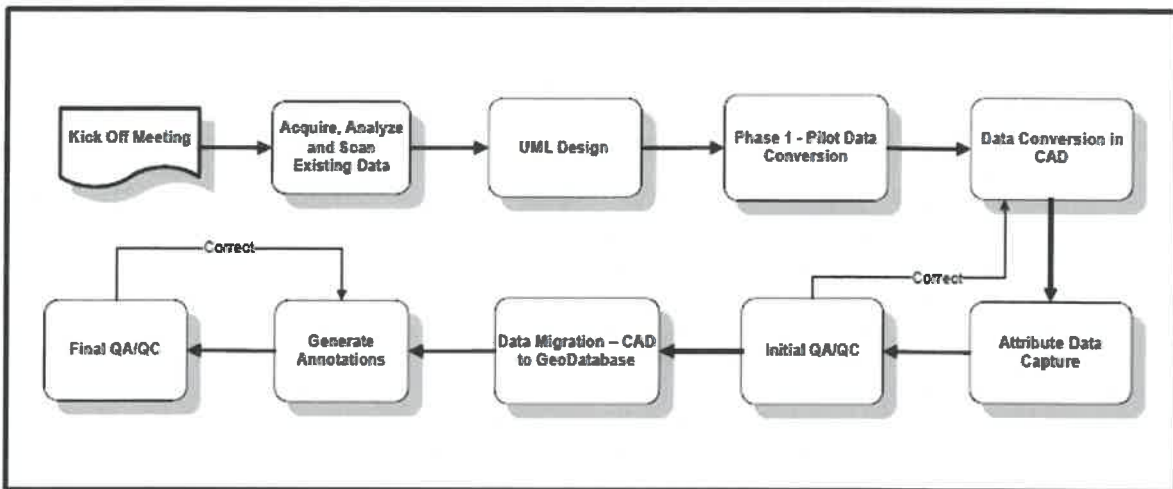 Kick Off Meeting
Acquire, Analyze
and Scan
Existing Data
UML Design
Phase 1 - Pilot Data
Conversion
Data Conversion in
CAD
Correct
Correct
Final QA/QC
Generate
Annotations
Data Migration – CAD
to GeoDatabase
Initial QA/QC
Attribute Data
Capture